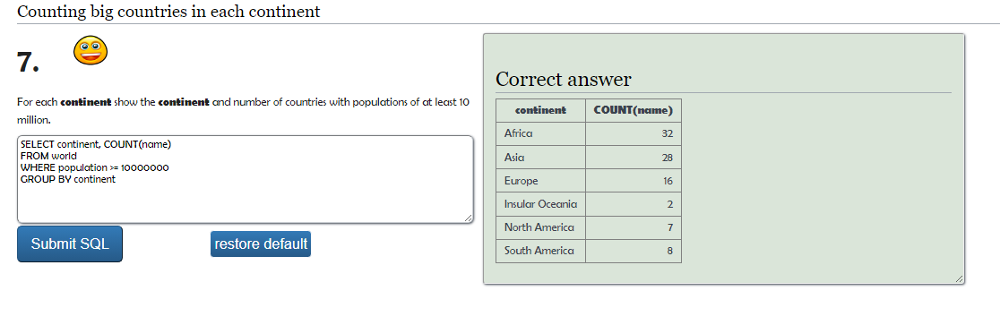 Counting big countries in each continent
7.
For each continent show the continent and number of countries with populations of at least 10
million.
SELECT continent, COUNT(name)
FROM world
WHERE population >= 10000000
GROUP BY continent
Submit SQL restore default
Correct answer
continent COUNT(name)
Africa 32
Asia 28
Europe 16
Insular Oceania 2
North America 7
South America 8